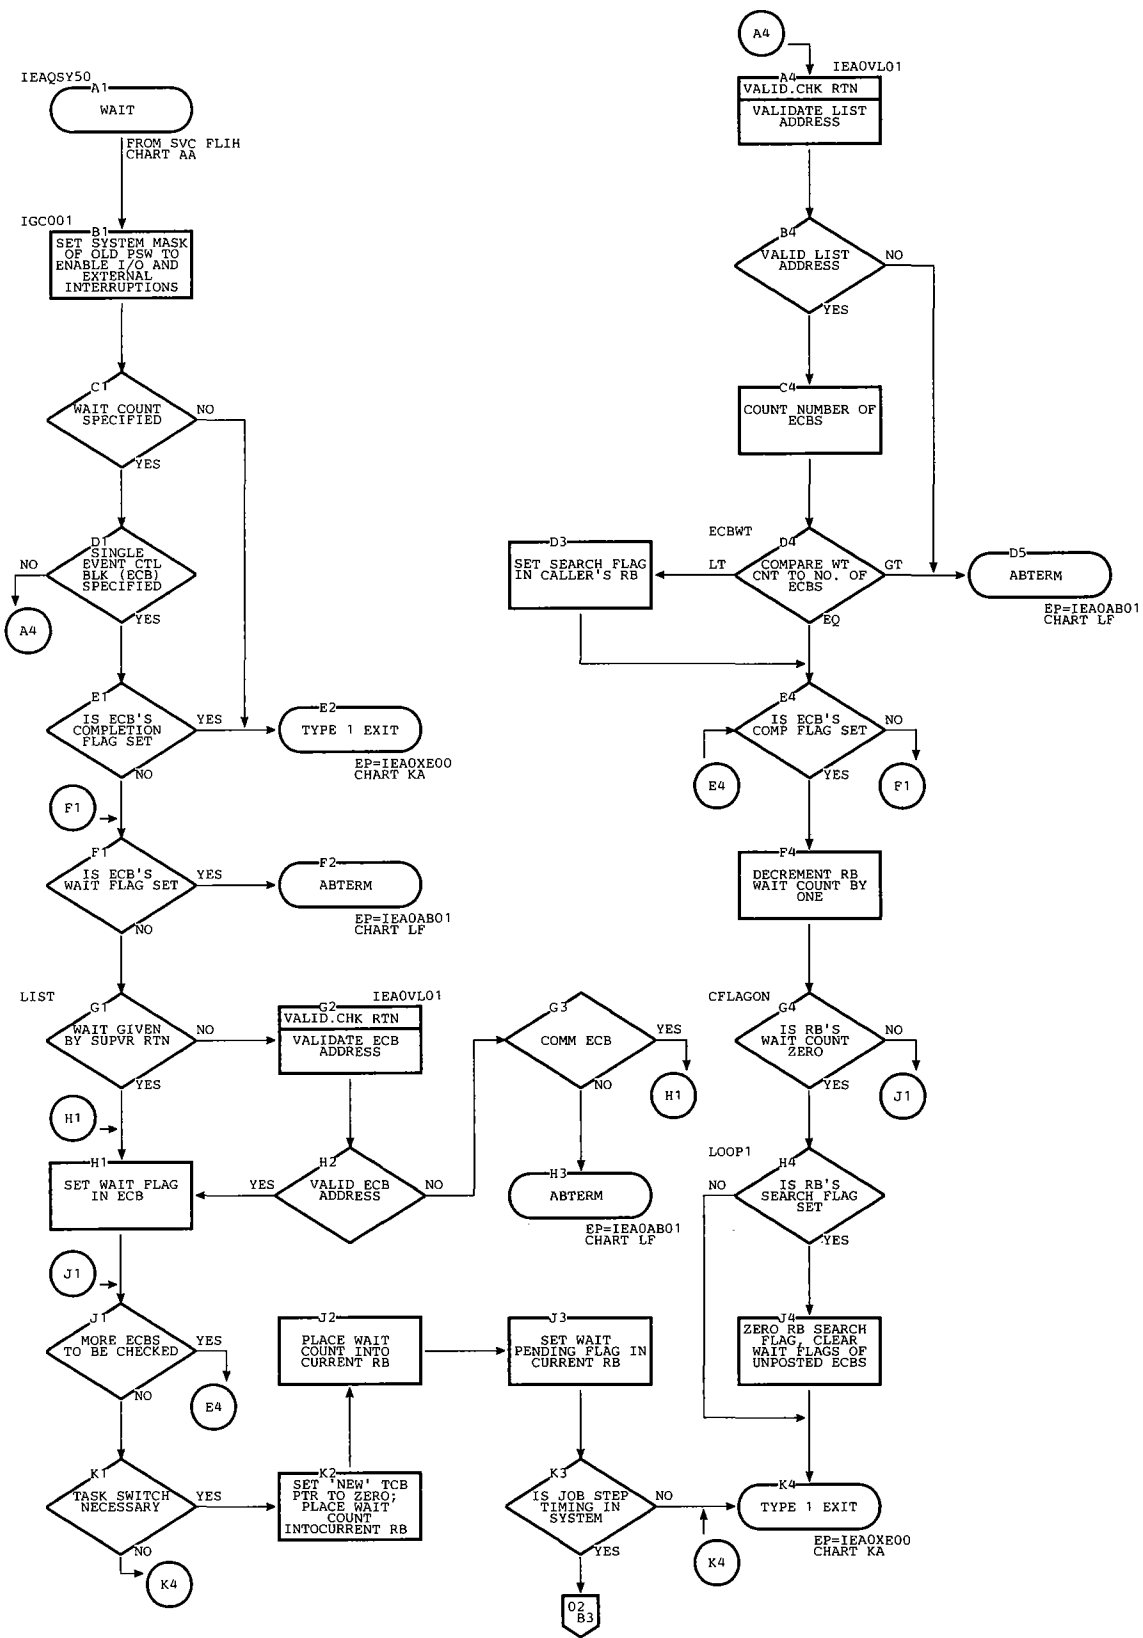 IEAQSY50
A1
WAIT
FROM SVC FLIH
CHART AA
IGC001
B1
SET SYSTEM MASK
OF OLD PSW TO
ENABLE I/O AND
EXTERNAL
INTERRUPTIONS
C1
WAIT COUNT
SPECIFIED
NO
YES
D1
SINGLE
EVENT CTL
BLK (ECB)
SPECIFIED
NO
YES
A4
E1
IS ECB'S
COMPLETION
FLAG SET
YES
NO
E2
TYPE 1 EXIT
EP=IEA0XE00
CHART KA
F1
F1
IS ECB'S
WAIT FLAG SET
YES
NO
F2
ABTERM
EP=IEA0AB01
CHART LF
LIST
G1
WAIT GIVEN
BY SUPVR RTN
NO
YES
IEA0VL01
G2
VALID.CHK RTN
VALIDATE ECB
ADDRESS
G3
COMM ECB
YES
NO
H1
H1
H1
SET WAIT FLAG
IN ECB
H2
VALID ECB
ADDRESS
YES
NO
H3
ABTERM
EP=IEA0AB01
CHART LF
J1
J1
MORE ECBS
TO BE CHECKED
YES
NO
E4
J2
PLACE WAIT
COUNT INTO
CURRENT RB
J3
SET WAIT
PENDING FLAG IN
CURRENT RB
K1
TASK SWITCH
NECESSARY
YES
NO
K4
K2
SET 'NEW' TCB
PTR TO ZERO;
PLACE WAIT
COUNT
INTOCURRENT RB
K3
IS JOB STEP
TIMING IN
SYSTEM
NO
YES
K4
02
B3
A4
IEA0VL01
A4
VALID.CHK RTN
VALIDATE LIST
ADDRESS
B4
VALID LIST
ADDRESS
NO
YES
C4
COUNT NUMBER OF
ECBS
ECBWT
D3
SET SEARCH FLAG
IN CALLER'S RB
D4
COMPARE WT
CNT TO NO. OF
ECBS
LT
GT
EQ
D5
ABTERM
EP=IEA0AB01
CHART LF
E4
IS ECB'S
COMP FLAG SET
NO
YES
E4
F1
F4
DECREMENT RB
WAIT COUNT BY
ONE
CFLAGON
G4
IS RB'S
WAIT COUNT
ZERO
NO
YES
J1
LOOP1
H4
IS RB'S
SEARCH FLAG
SET
NO
YES
J4
ZERO RB SEARCH
FLAG, CLEAR
WAIT FLAGS OF
UNPOSTED ECBS
K4
TYPE 1 EXIT
EP=IEA0XE00
CHART KA